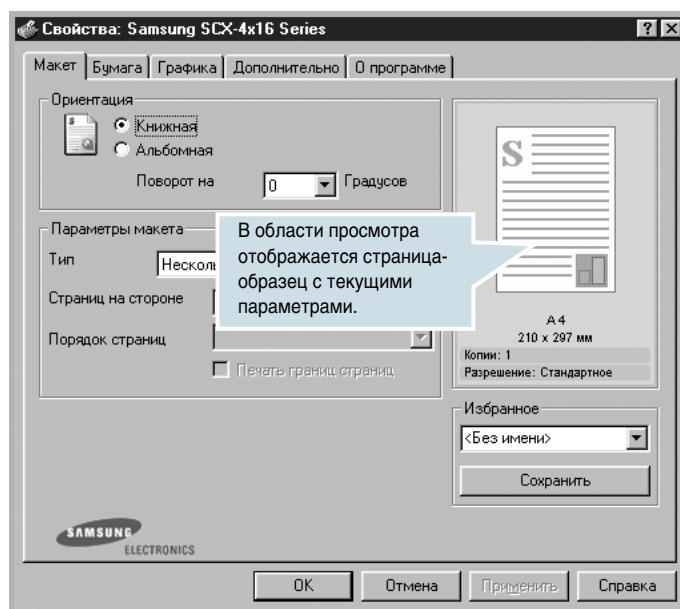 Свойства: Samsung SCX-4x16 Series
Макет Бумага Графика Дополнительно О программе
Ориентация
Книжная
Альбомная
Поворот на 0 Градусов
Параметры макета
Тип
Страниц на стороне
Порядок страниц
Печать границ страниц
В области просмотра
отображается страница-
образец с текущими
параметрами.
S
A4
210 x 297 мм
Копии: 1
Разрешение: Стандартное
Избранное
<Без имени>
Сохранить
SAMSUNG
ELECTRONICS
OK Отмена Применить Справка